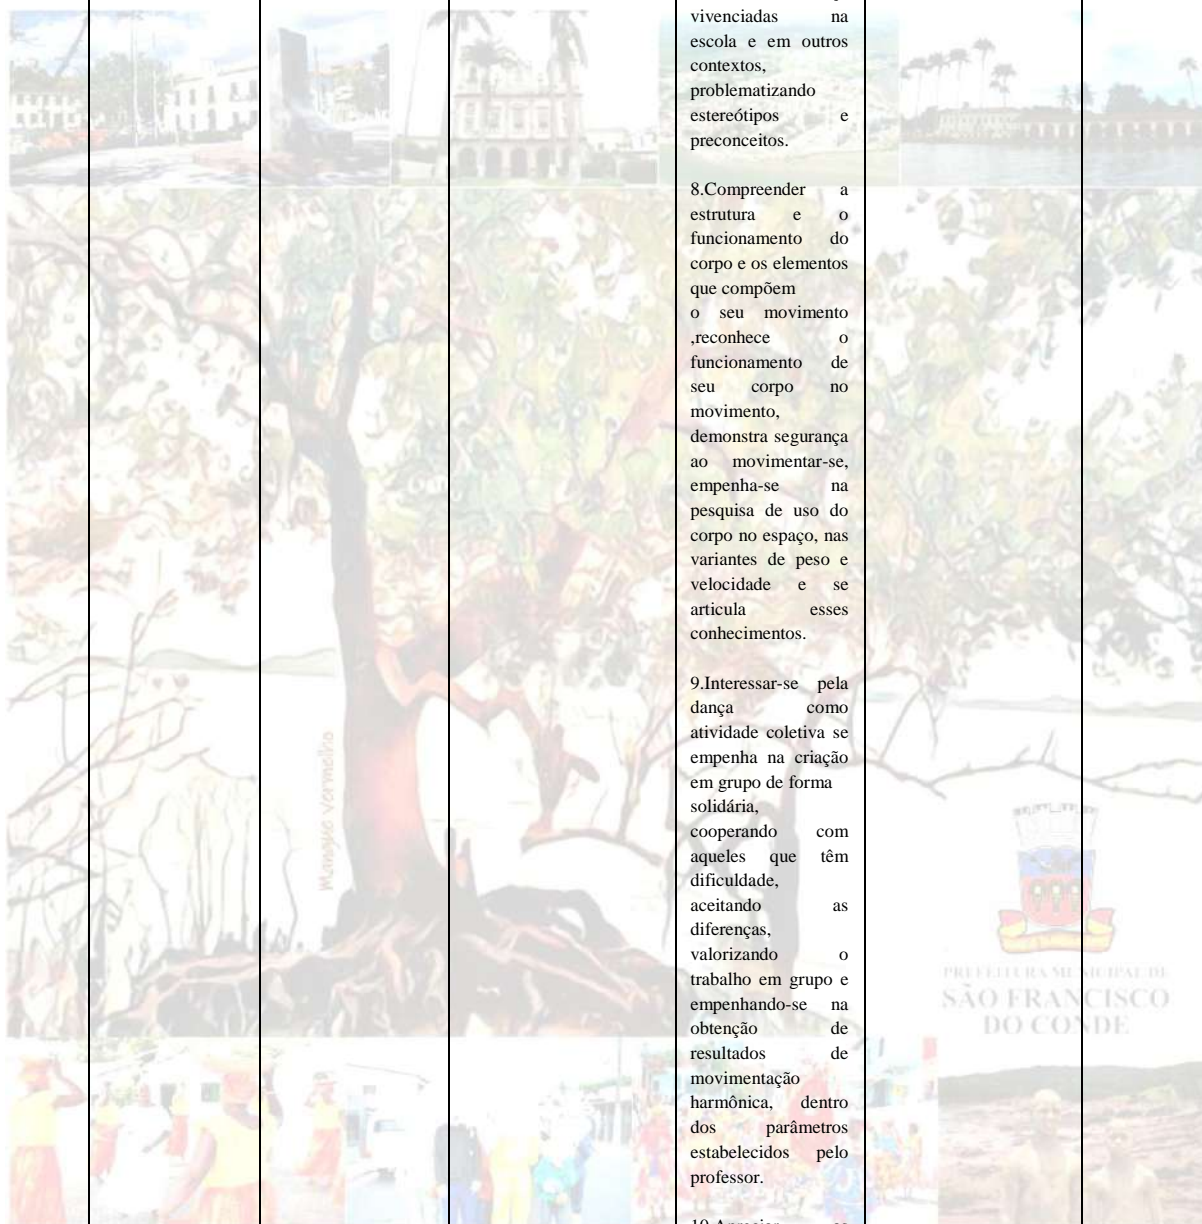 vivenciadas na
escola e em outros
contextos,
problematizando
estereótipos e
preconceitos.
8.Compreender a
estrutura e o
funcionamento do
corpo e os elementos
que compõem
o seu movimento
,reconhece o
funcionamento de
seu corpo no
movimento,
demonstra segurança
ao movimentar-se,
empenha-se na
pesquisa de uso do
corpo no espaço, nas
variantes de peso e
velocidade e se
articula esses
conhecimentos.
9.Interessar-se pela
dança como
atividade coletiva se
empenha na criação
em grupo de forma
solidária,
cooperando com
aqueles que têm
dificuldade,
aceitando as
diferenças,
valorizando o
trabalho em grupo e
empenhando-se na
obtenção de
resultados de
movimentação
harmônica, dentro
dos parâmetros
estabelecidos pelo
professor.
Mangue Vermelho
PREFEITURA MUNICIPAL DE
SÃO FRANCISCO
DO CONDE